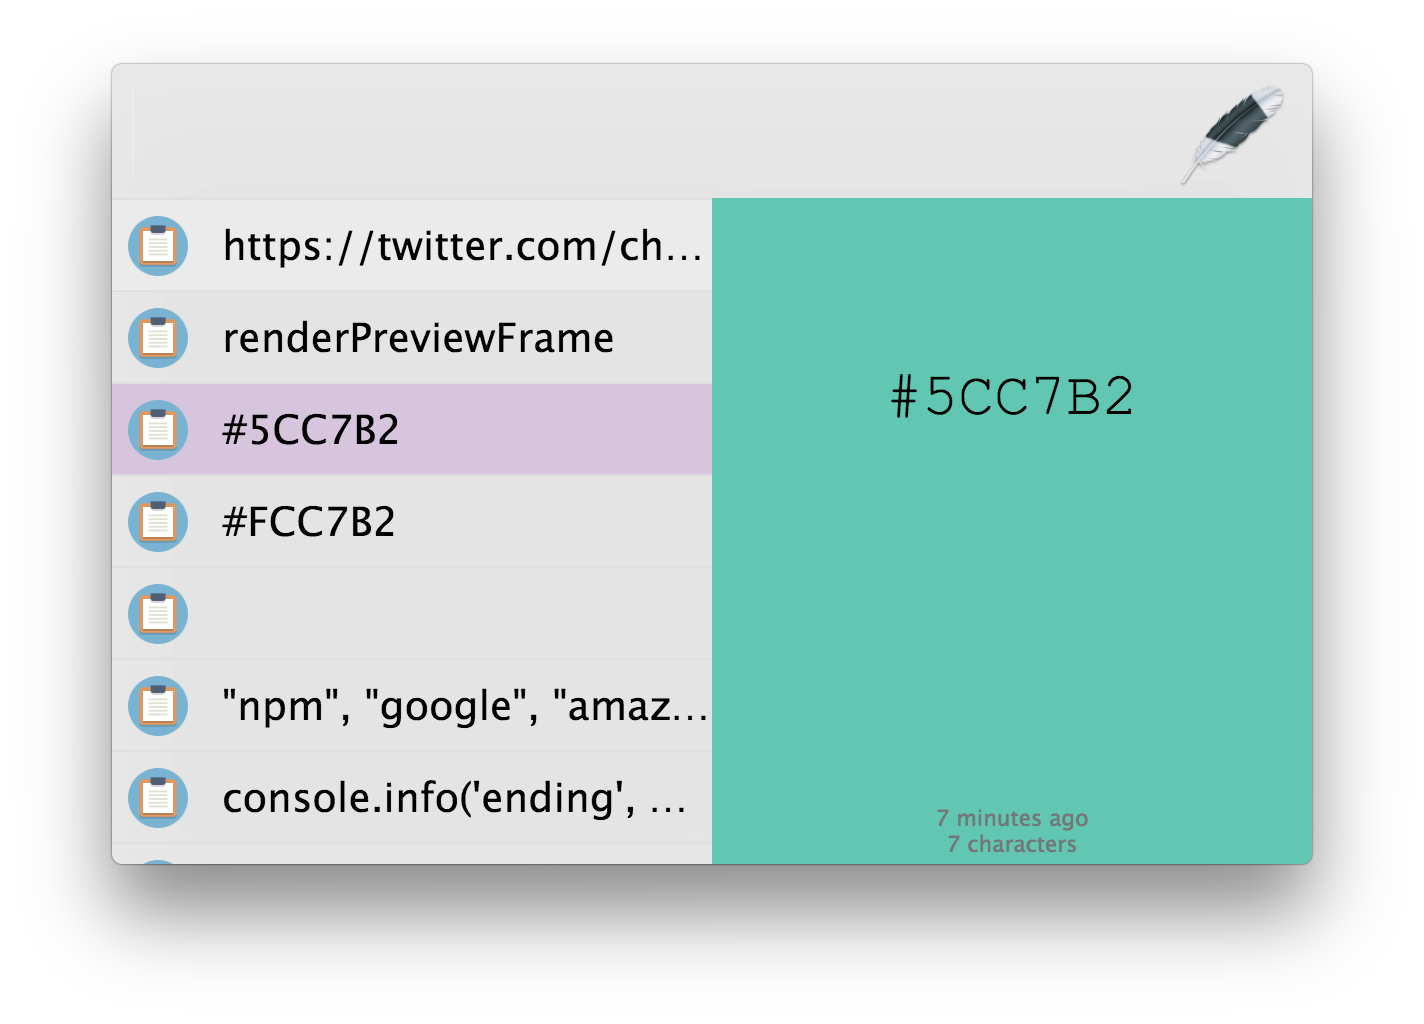 https://twitter.com/ch...
renderPreviewFrame
#5CC7B2
#FCC7B2
"npm", "google", "amaz...
console.info('ending', ...
#5CC7B2
7 minutes ago
7 characters